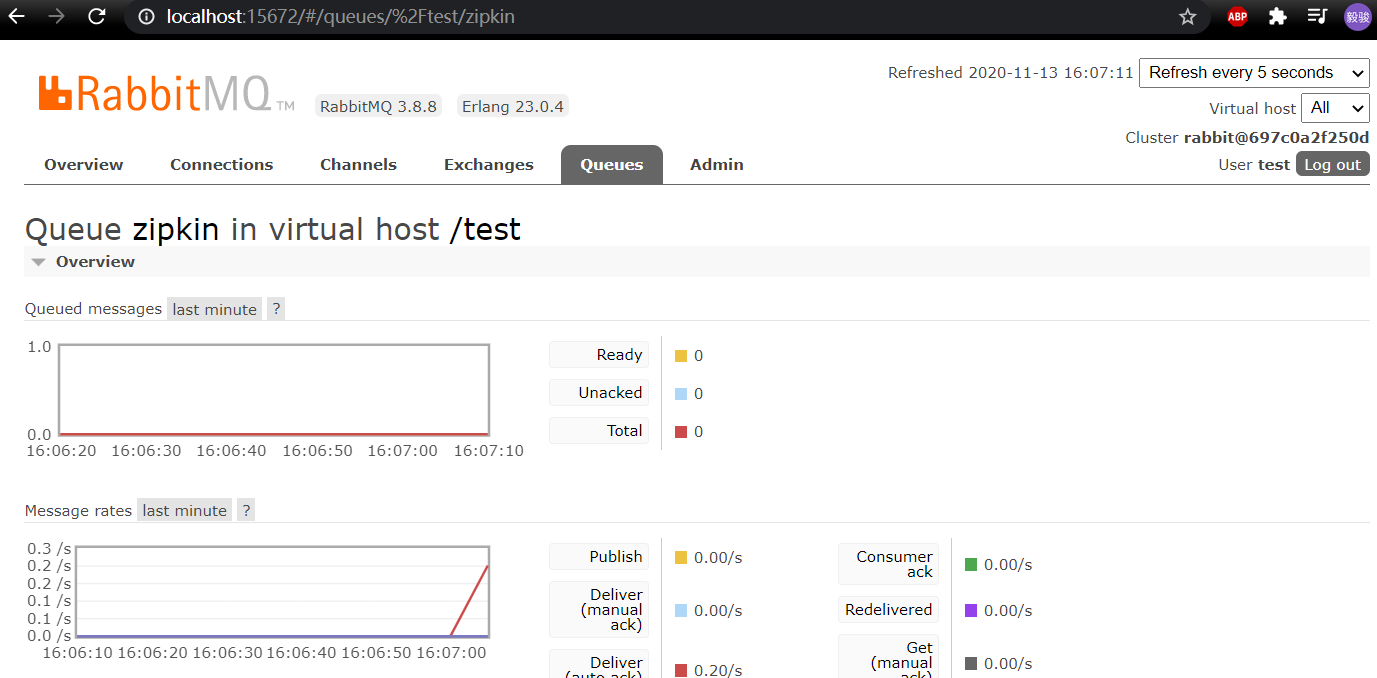 localhost:15672/#/queues/%2Ftest/zipkin
ABP
毅骏
Refreshed 2020-11-13 16:07:11 Refresh every 5 seconds
RabbitMQ TM RabbitMQ 3.8.8 Erlang 23.0.4
Virtual host All
Cluster rabbit@697c0a2f250d
User test Log out
Overview Connections Channels Exchanges Queues Admin
Queue zipkin in virtual host /test
Overview
Queued messages last minute ?
1.0
0.0
16:06:20 16:06:30 16:06:40 16:06:50 16:07:00 16:07:10
Ready 0
Unacked 0
Total 0
Message rates last minute ?
0.3 /s
0.2 /s
0.2 /s
0.1 /s
0.1 /s
0.0 /s
16:06:10 16:06:20 16:06:30 16:06:40 16:06:50 16:07:00
Publish 0.00/s
Deliver
(manual
ack)
0.00/s
Deliver
(auto ack)
0.20/s
Consumer
ack
0.00/s
Redelivered 0.00/s
Get
(manual
ack)
0.00/s